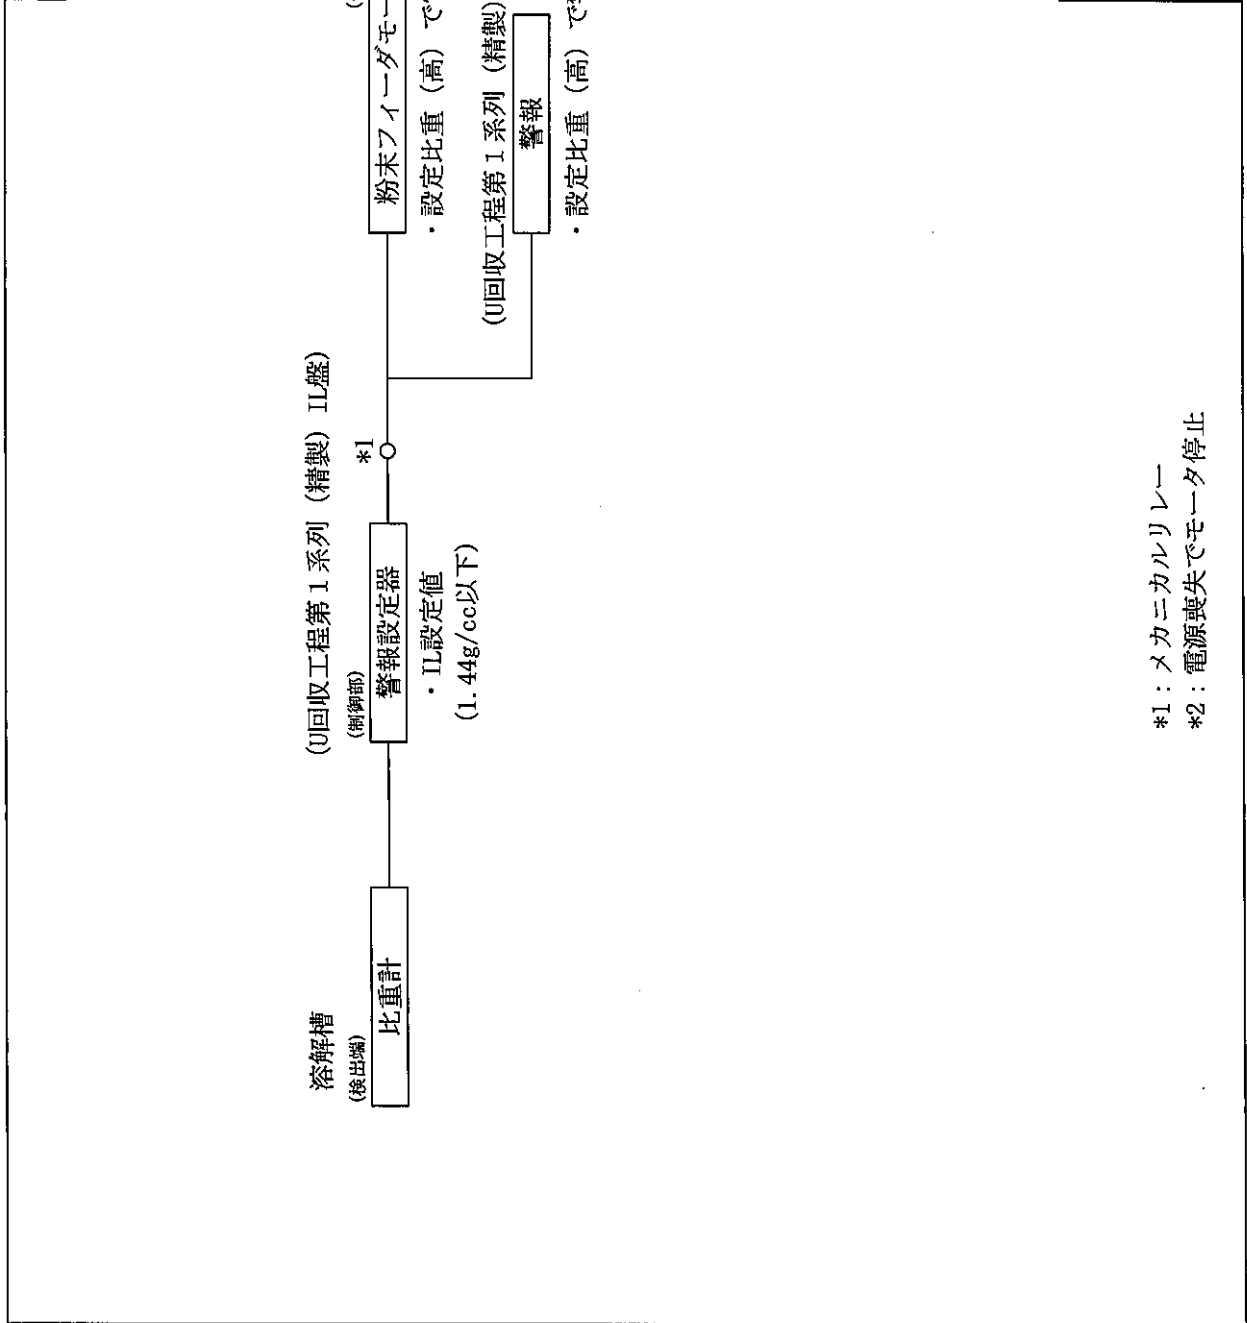 溶解槽
(検出端)
比重計
(U回収工程第1系列(精製) IL盤)
(制御部)
警報設定器
・IL設定値
(1.44g/cc以下)
*1
粉末フィーダモー
・設定比重(高)で
(U回収工程第1系列(精製)
警報
・設定比重(高)で
*1:メカニカルリレー
*2:電源喪失でモータ停止